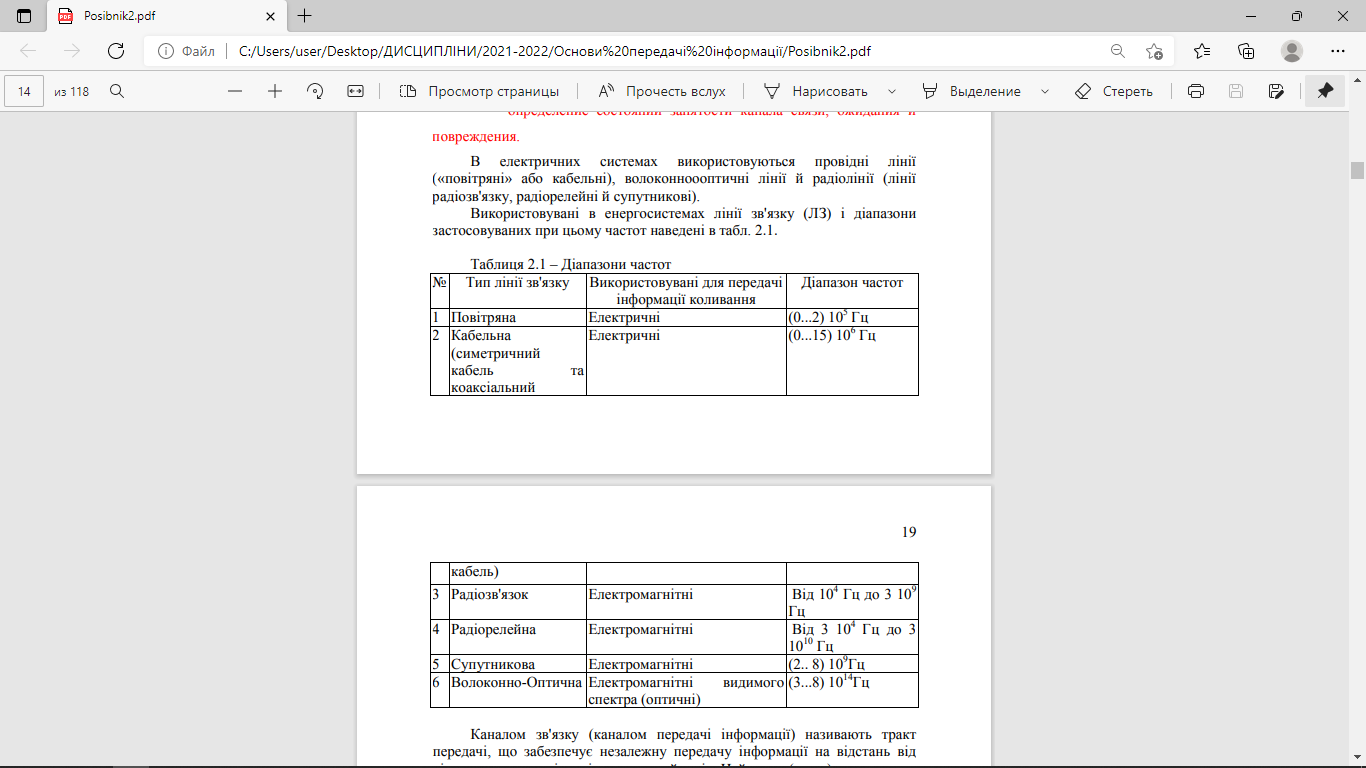 Posibnik2.pdf
Файл C:/Users/user/Desktop/ДИСЦИПЛІНИ/2021-2022/Основи%20передачі%20інформації/Posibnik2.pdf
14 из 118 Просмотр страницы Прочесть вслух Нарисовать Выделение Стереть
повреждения.
В електричних системах використовуються провідні лінії
(«повітряні» або кабельні), волоконноооптичні лінії й радіолінії (лінії
радіозв'язку, радіорелейні й супутникові).
Використовувані в енергосистемах лінії зв'язку (ЛЗ) і діапазони
застосовуваних при цьому частот наведені в табл. 2.1.
Таблиця 2.1 – Діапазони частот
№ Тип лінії зв'язку Використовувані для передачі Діапазон частот
інформації коливання
1 Повітряна Електричні (0...2) 10⁵ Гц
2 Кабельна Електричні (0...15) 10⁶ Гц
(симетричний
кабель та
коаксіальний
19
кабель)
3 Радіозв'язок Електромагнітні Від 10⁴ Гц до 3 10⁹
Гц
4 Радіорелейна Електромагнітні Від 3 10⁴ Гц до 3
10¹⁰ Гц
5 Супутникова Електромагнітні (2.. 8) 10⁹Гц
6 Волоконно-Оптична Електромагнітні видимого (3...8) 10¹⁴Гц
спектра (оптичні)
Каналом зв'язку (каналом передачі інформації) називають тракт
передачі, що забезпечує незалежну передачу інформації на відстань від